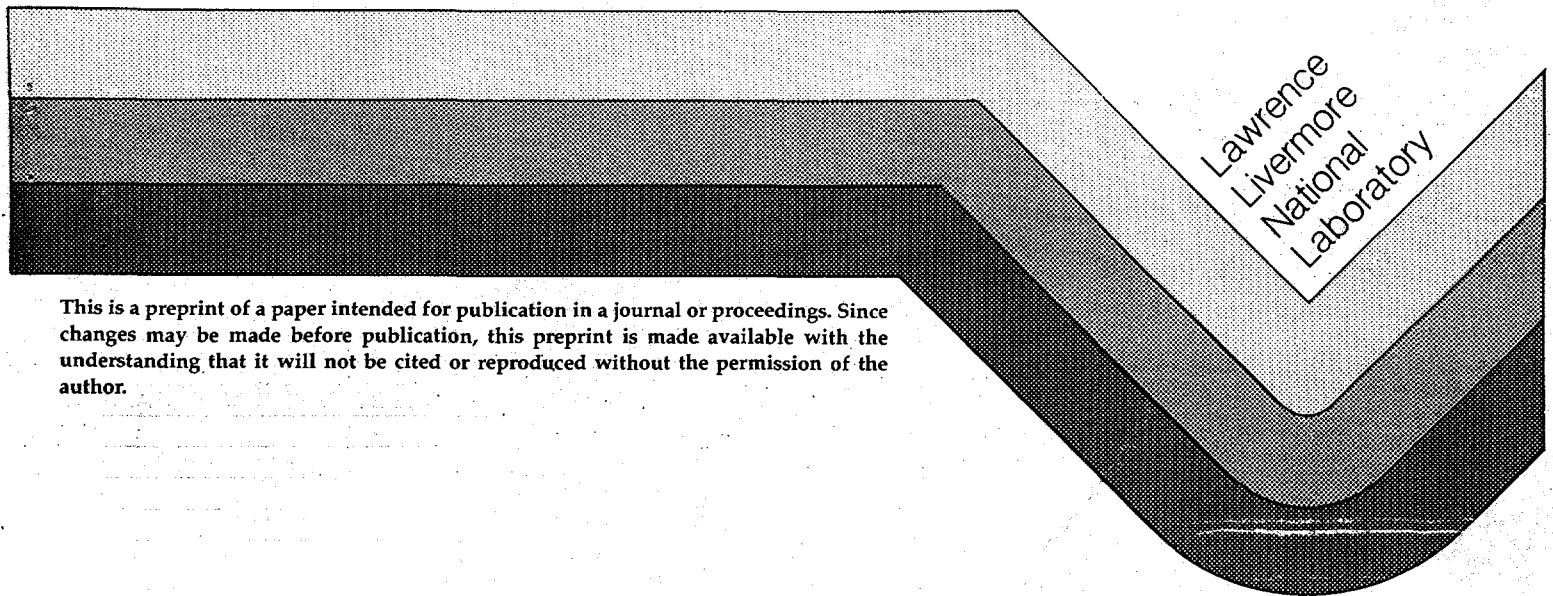 Lawrence
Livermore
National
Laboratory
This is a preprint of a paper intended for publication in a journal or proceedings. Since
changes may be made before publication, this preprint is made available with the
understanding that it will not be cited or reproduced without the permission of the
author.